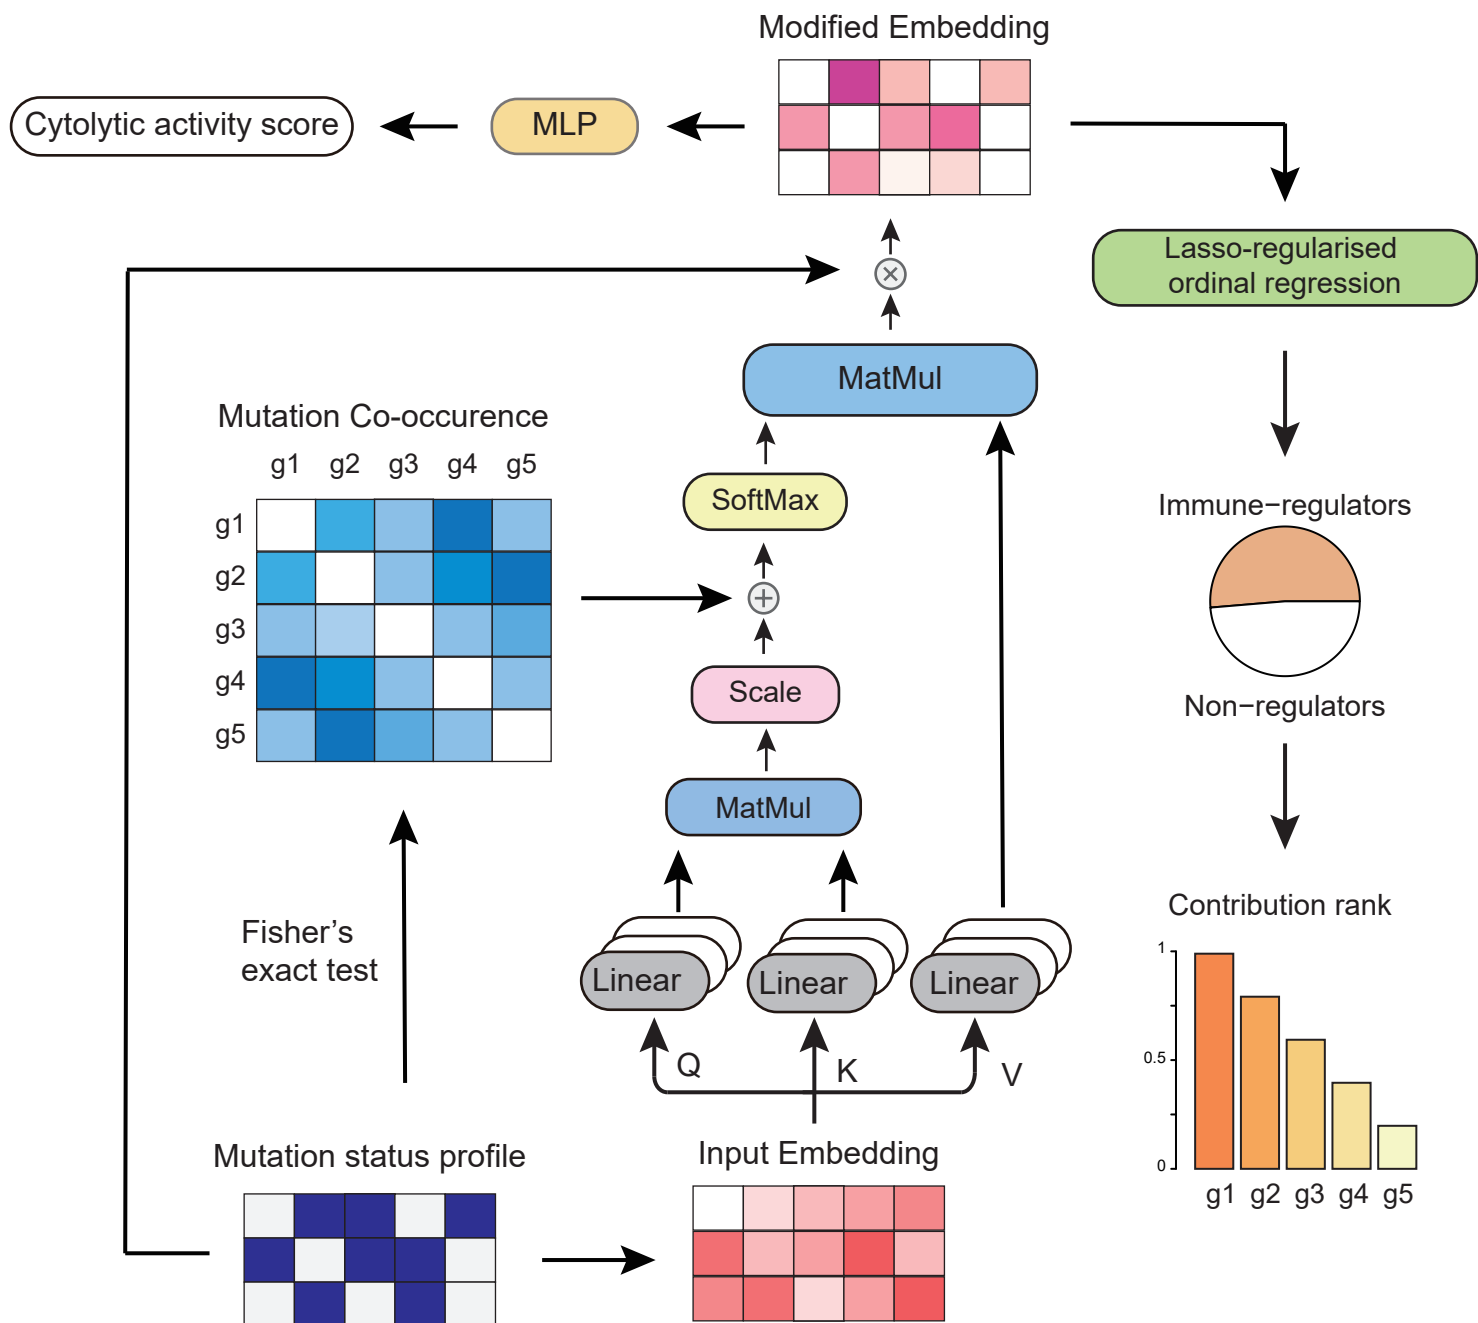 Modified Embedding
Cytolytic activity score
MLP
Lasso-regularised
ordinal regression
MatMul
Mutation Co-occurence
g1 g2 g3 g4 g5
g1
g2
g3
g4
g5
SoftMax
Scale
MatMul
Immune-regulators
Non-regulators
Fisher's
exact test
Linear
Linear
Linear
Q
K
V
Contribution rank
1
0.5
0
g1 g2 g3 g4 g5
Mutation status profile
Input Embedding